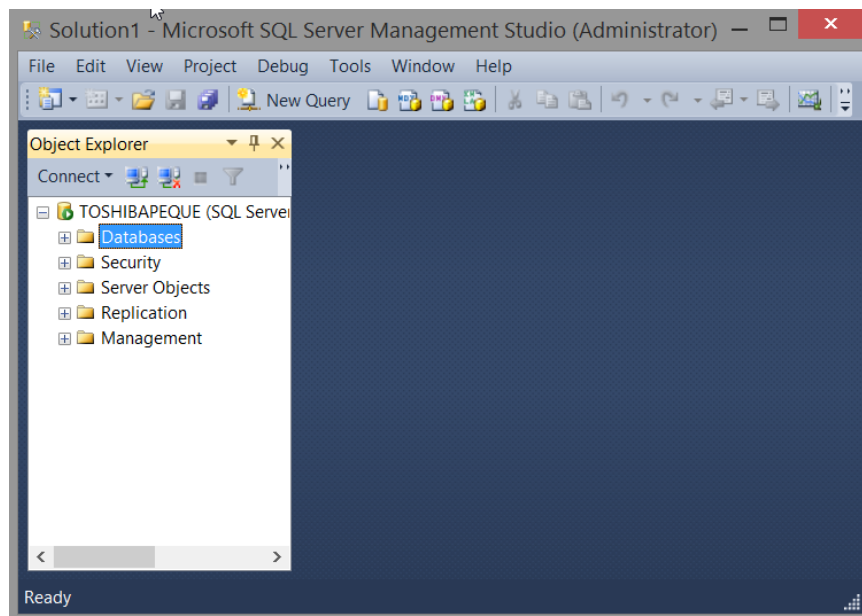 Solution1 - Microsoft SQL Server Management Studio (Administrator)
File Edit View Project Debug Tools Window Help
New Query
Object Explorer
Connect
TOSHIBAPEQUE (SQL Server
Databases
Security
Server Objects
Replication
Management
Ready